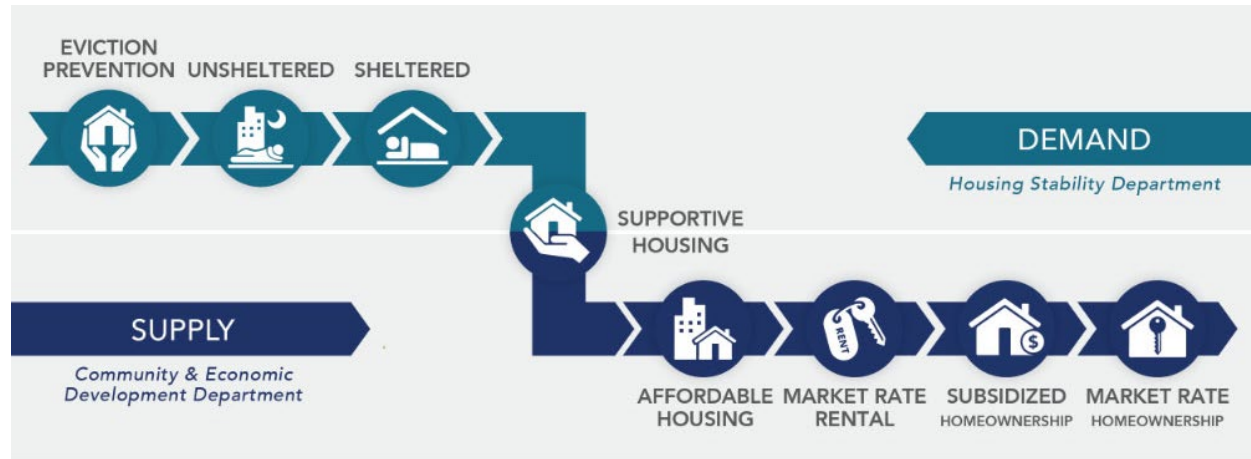 EVICTION
PREVENTION
UNSHELTERED
SHELTERED
DEMAND
Housing Stability Department
SUPPORTIVE
HOUSING
SUPPLY
Community & Economic
Development Department
RENT
$
AFFORDABLE
HOUSING
MARKET RATE
RENTAL
SUBSIDIZED
HOMEOWNERSHIP
MARKET RATE
HOMEOWNERSHIP